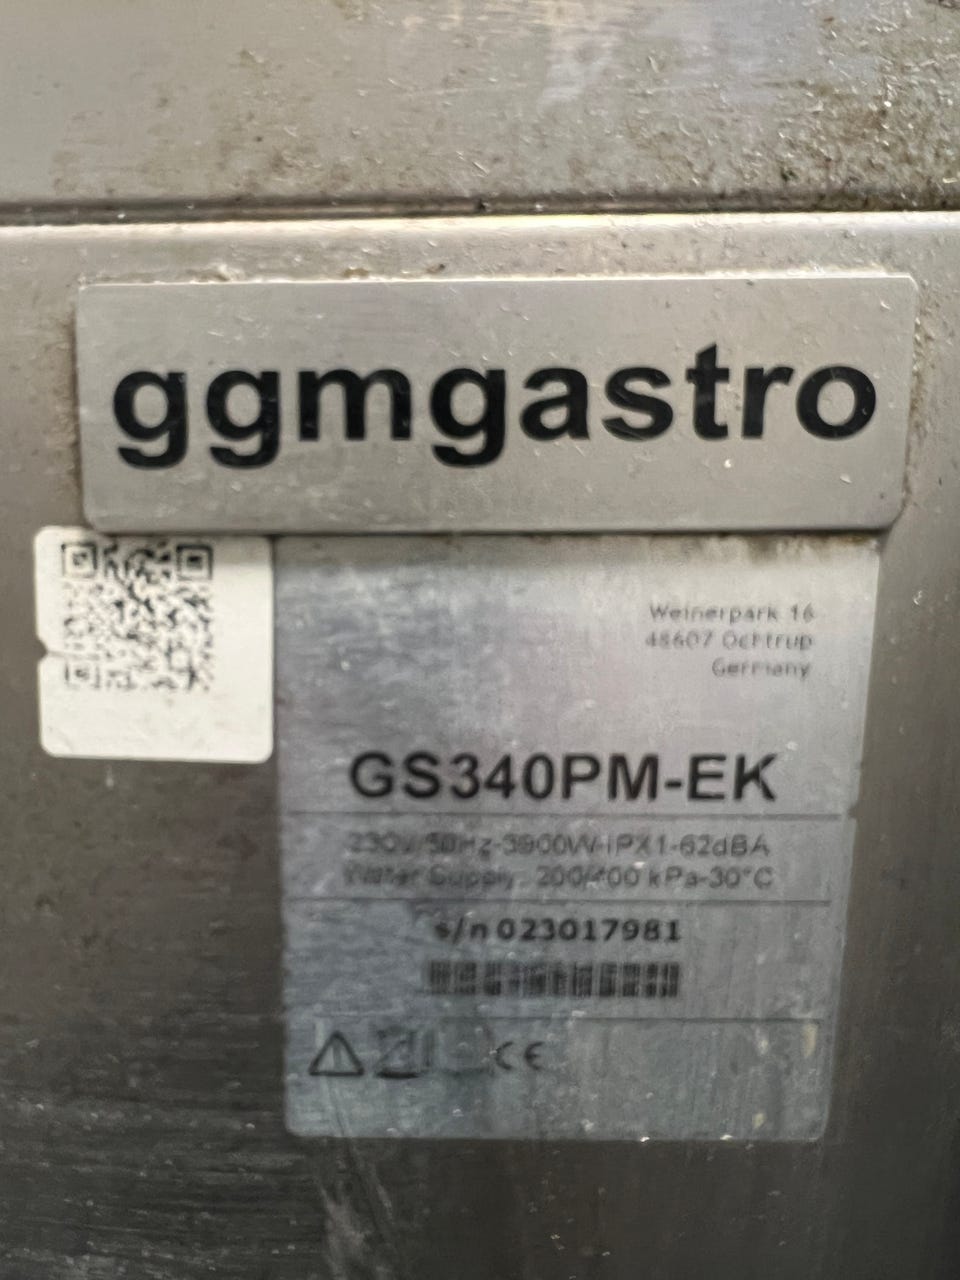 ggmgastro
Weinerpark 16
48607 Ochtrup
Germany
GS340PM-EK
230V/50Hz-3900W-IPX1-62dBA
Water Supply: 200/400 kPa-30°C
s/n 023017981
CE